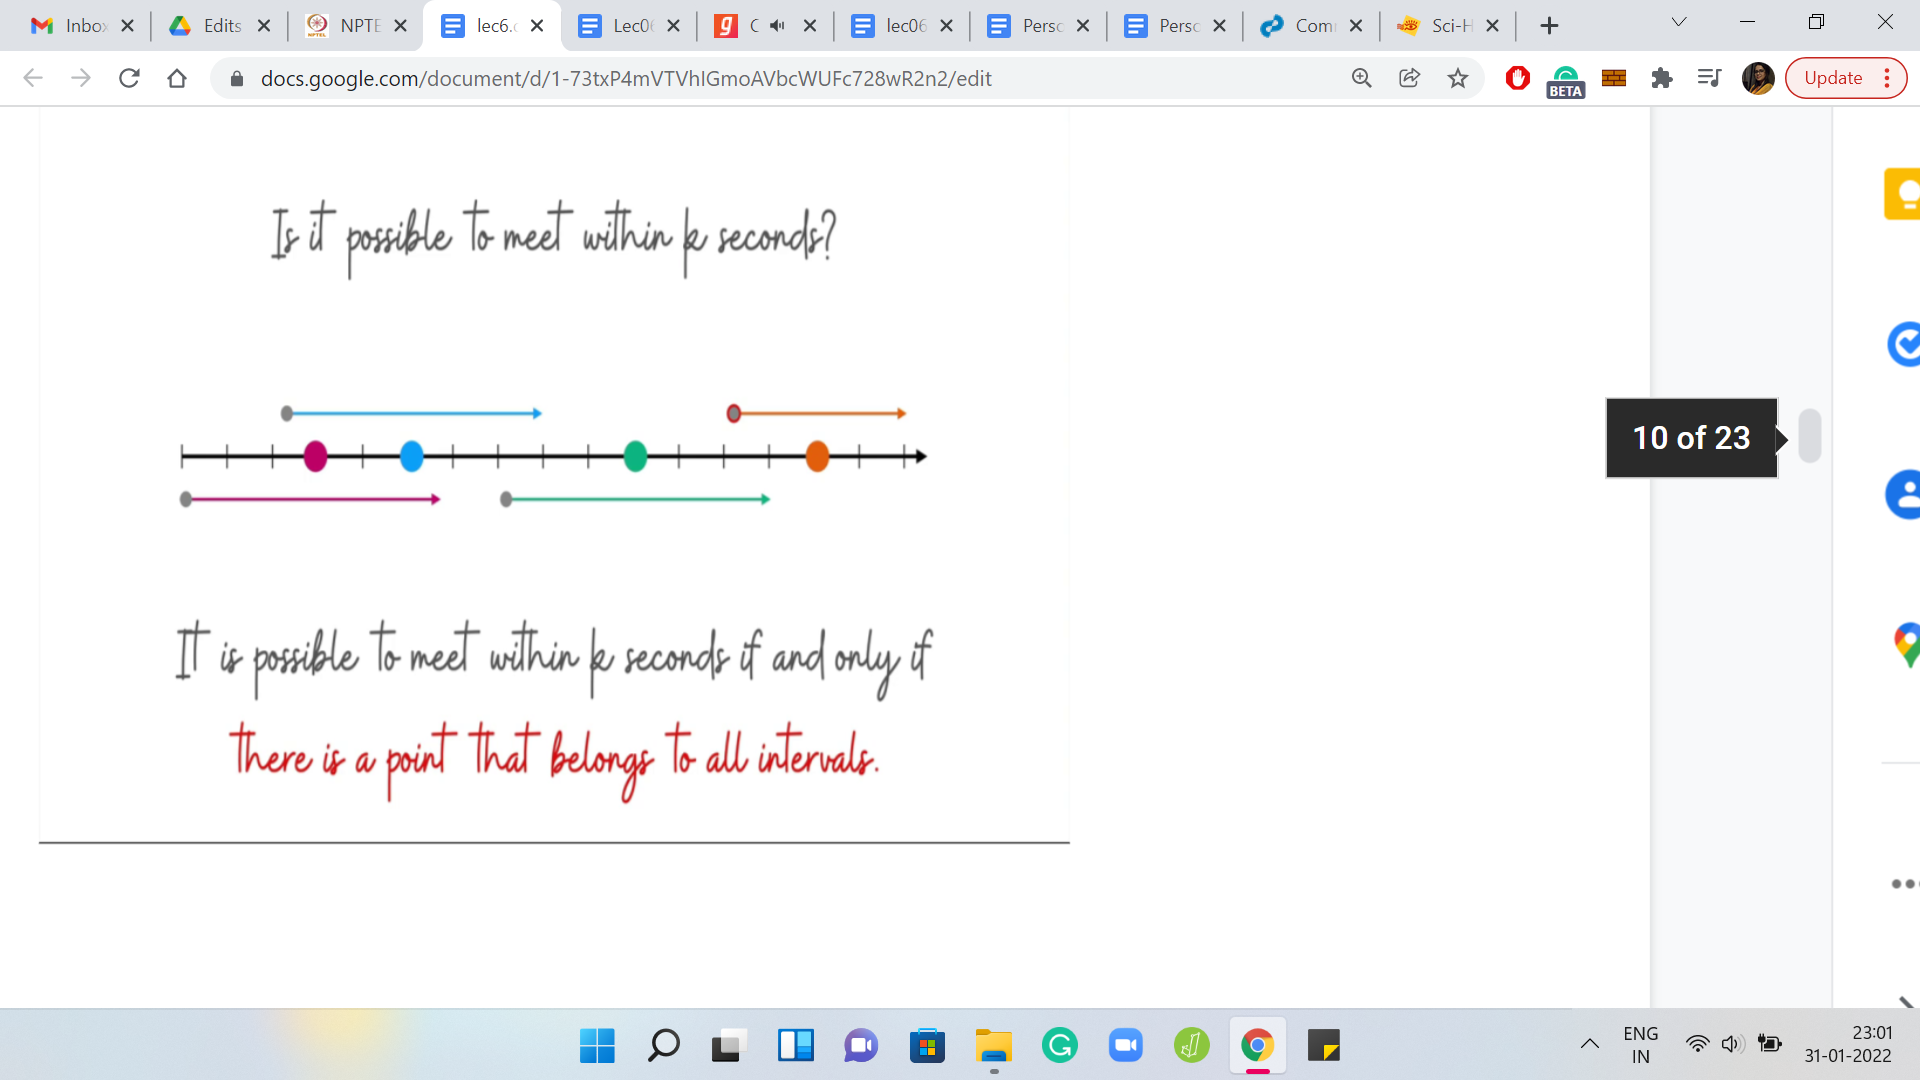 Inbo
Edits
NPTE
lec6.c
Lec0
C
lec06
Perso
Perso
Com
Sci-H
docs.google.com/document/d/1-73txP4mVTVhlGmoAVbcWUFc728wR2n2/edit
BETA
Update
Is it possible to meet within k seconds?
10 of 23
It is possible to meet within k seconds if and only if
there is a point that belongs to all intervals.
ENG
IN
23:01
31-01-2022